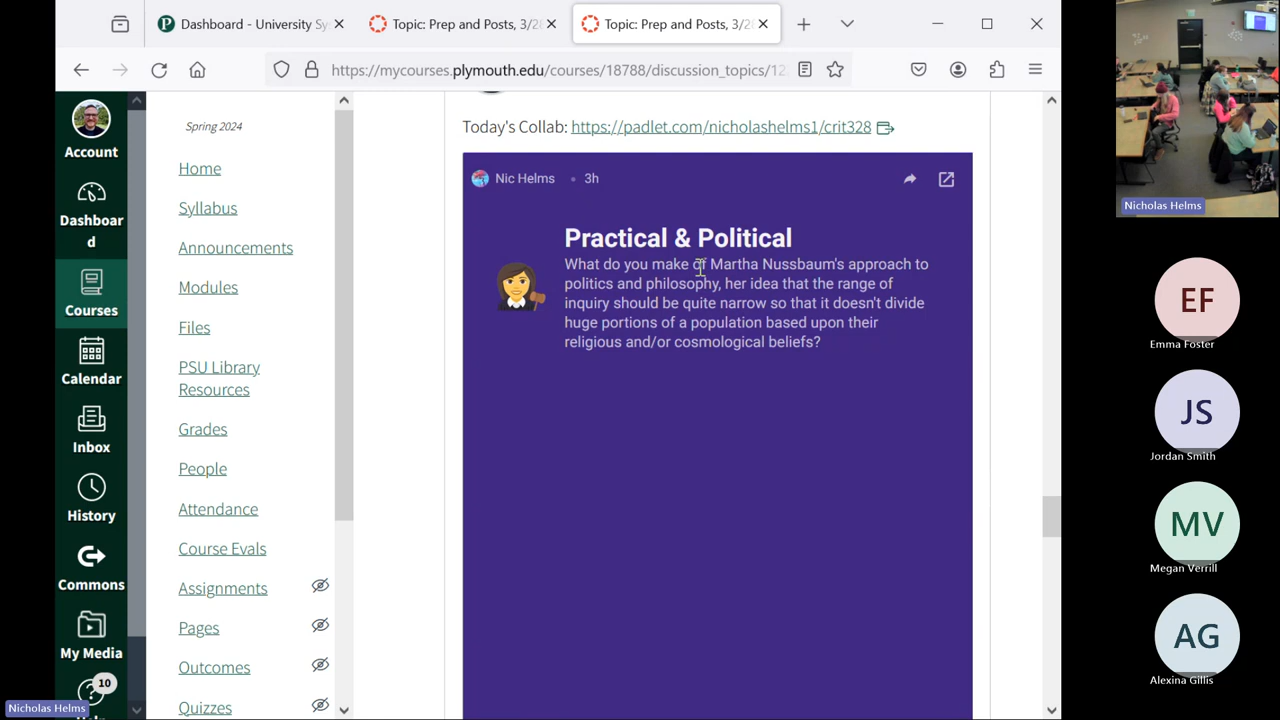 Dashboard - University Sy
Topic: Prep and Posts, 3/28
Topic: Prep and Posts, 3/28
https://mycourses.plymouth.edu/courses/18788/discussion_topics/12
Account
Dashboar
d
Courses
Calendar
Inbox
History
Commons
My Media
10
Help
Nicholas Helms
Spring 2024
Home
Syllabus
Announcements
Modules
Files
PSU Library
Resources
Grades
People
Attendance
Course Evals
Assignments
Pages
Outcomes
Quizzes
Today's Collab: https://padlet.com/nicholashelms1/crit328
Nic Helms • 3h
Practical & Political
What do you make of Martha Nussbaum's approach to
politics and philosophy, her idea that the range of
inquiry should be quite narrow so that it doesn't divide
huge portions of a population based upon their
religious and/or cosmological beliefs?
Nicholas Helms
EF
Emma Foster
JS
Jordan Smith
MV
Megan Verrill
AG
Alexina Gillis